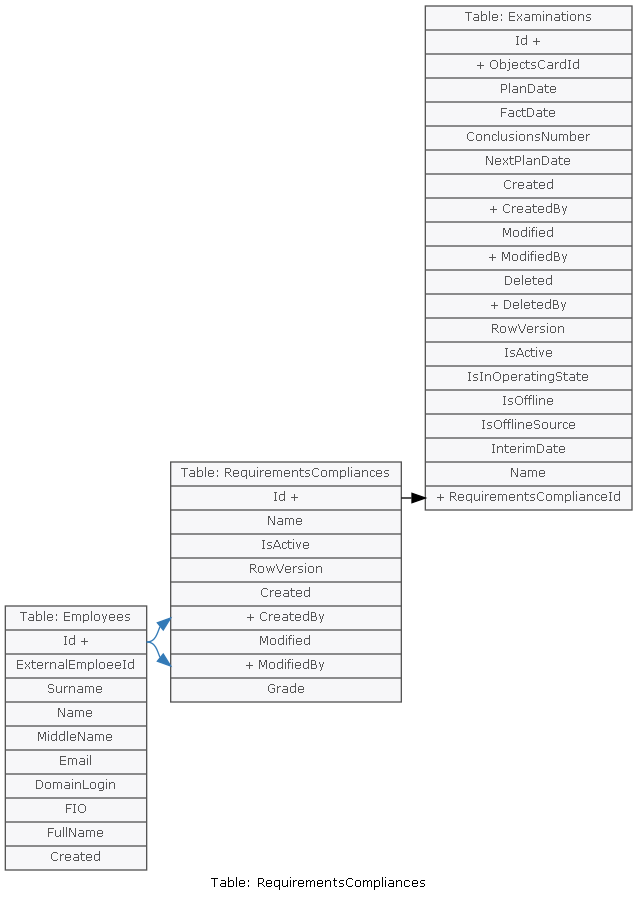 Table: Examinations
Id +
+ ObjectsCardId
PlanDate
FactDate
ConclusionsNumber
NextPlanDate
Created
+ CreatedBy
Modified
+ ModifiedBy
Deleted
+ DeletedBy
RowVersion
IsActive
IsInOperatingState
IsOffline
IsOfflineSource
InterimDate
Name
+ RequirementsComplianceId
Table: RequirementsCompliances
Id +
Name
IsActive
RowVersion
Created
+ CreatedBy
Modified
+ ModifiedBy
Grade
Table: Employees
Id +
ExternalEmploeeId
Surname
Name
MiddleName
Email
DomainLogin
FIO
FullName
Created
Table: RequirementsCompliances